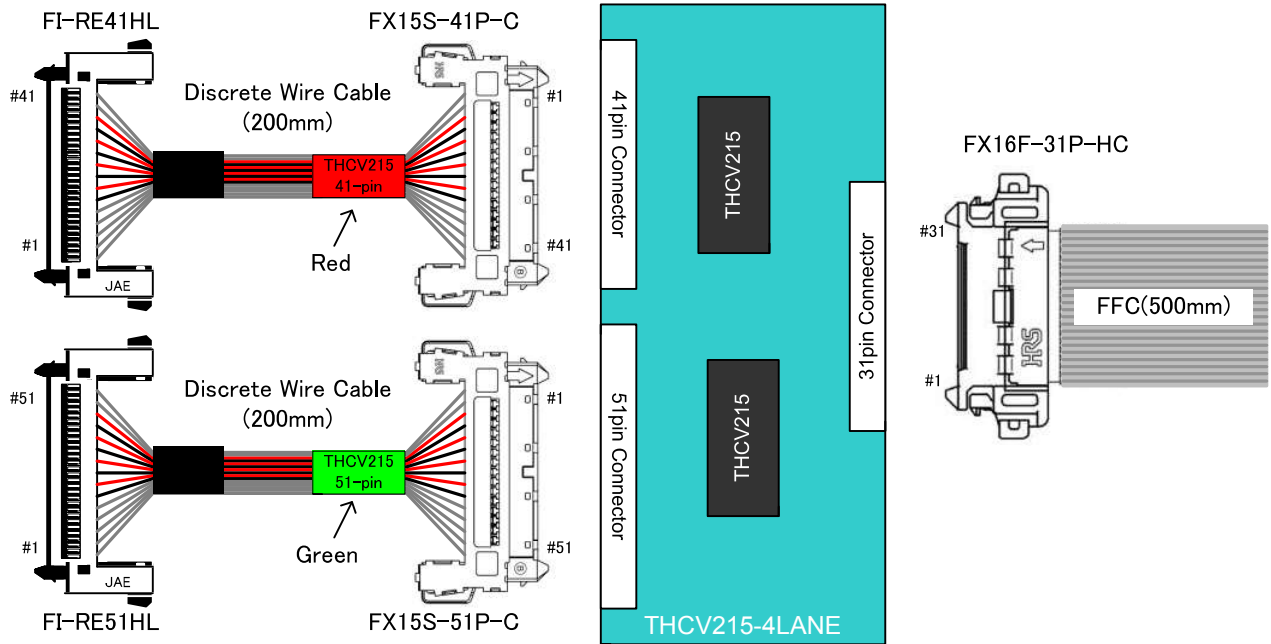 FI-RE41HL
FX15S-41P-C
#41
#1
Discrete Wire Cable
(200mm)
THCV215
41-pin
Red
HRS
#1
#41
B
JAE
41pin Connector
THCV215
31pin Connector
FX16F-31P-HC
#31
#1
HRS
FFC(500mm)
#51
#1
Discrete Wire Cable
(200mm)
THCV215
51-pin
Green
HRS
#1
#51
B
JAE
FI-RE51HL
FX15S-51P-C
51pin Connector
THCV215
THCV215-4LANE